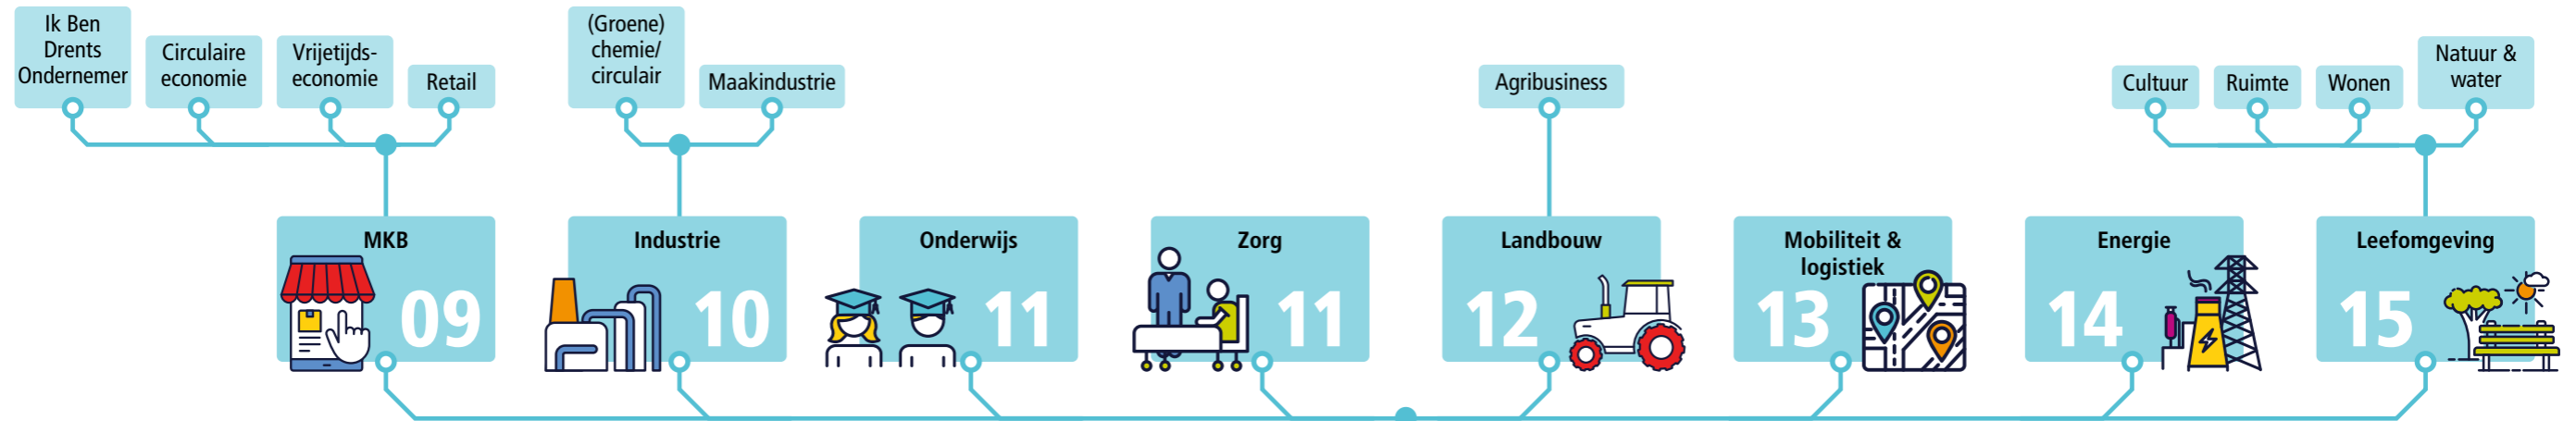 Ik Ben
Drents
Ondernemer
Circulaire
economie
Vrijetijds-
economie
Retail
(Groene)
chemie/
circulair
Maakindustrie
Agribusiness
Cultuur
Ruimte
Wonen
Natuur &
water
MKB
09
Industrie
10
Onderwijs
11
Zorg
11
Landbouw
12
Mobiliteit &
logistiek
13
Energie
14
Leefomgeving
15